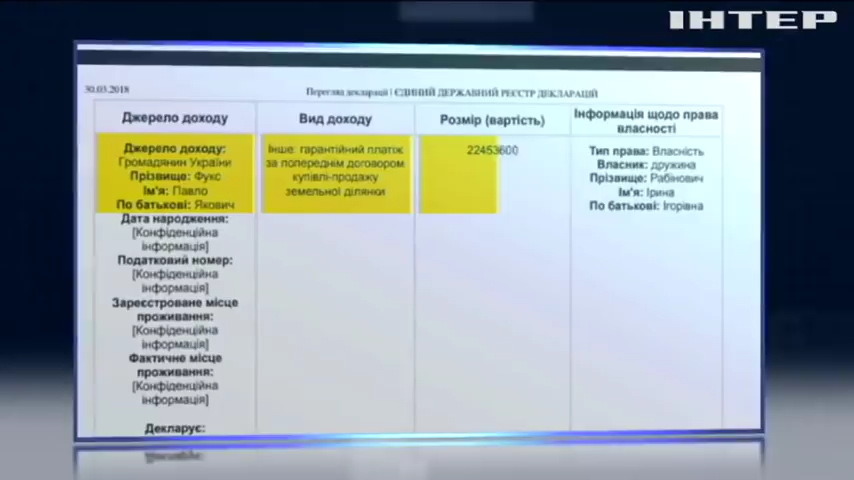 ІНТЕР
30.03.2018
Перегляд декларації | ЄДИНИЙ ДЕРЖАВНИЙ РЕЄСТР ДЕКЛАРАЦІЙ
Джерело доходу
Вид доходу
Розмір (вартість)
Інформація щодо права
власності
Джерело доходу:
Громадянин України
Прізвище: Фукс
Ім'я: Павло
По батькові: Якович
Дата народження:
[Конфіденційна
інформація]
Податковий номер:
[Конфіденційна
інформація]
Зареєстроване місце
проживання:
[Конфіденційна
інформація]
Фактичне місце
проживання:
[Конфіденційна
інформація]
Декларує:
Інше: гарантійний платіж
за попереднім договором
купівлі-продажу
земельної ділянки
22453600
Тип права: Власність
Власник: дружина
Прізвище: Рабінович
Ім'я: Ірина
По батькові: Ігорівна